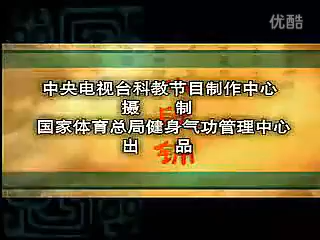 优酷
中央电视台科教节目制作中心
摄 制
国家体育总局健身气功管理中心
出 品